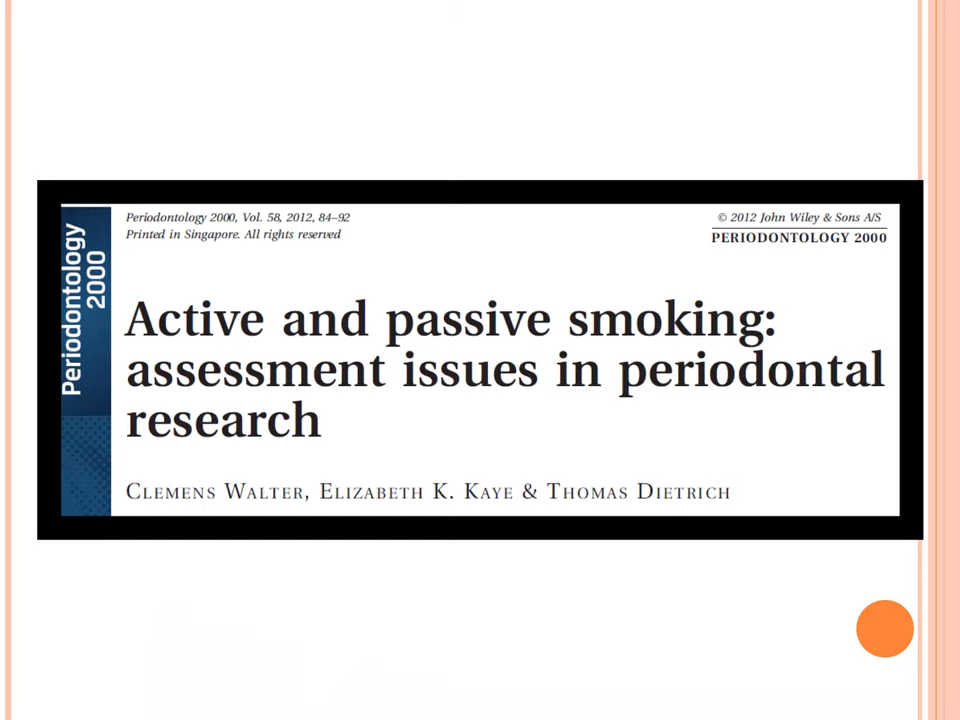 Periodontology
2000
Periodontology 2000, Vol. 58, 2012, 84–92
Printed in Singapore. All rights reserved
© 2012 John Wiley & Sons A/S
PERIODONTOLOGY 2000
Active and passive smoking:
assessment issues in periodontal
research
Clemens Walter, Elizabeth K. Kaye & Thomas Dietrich